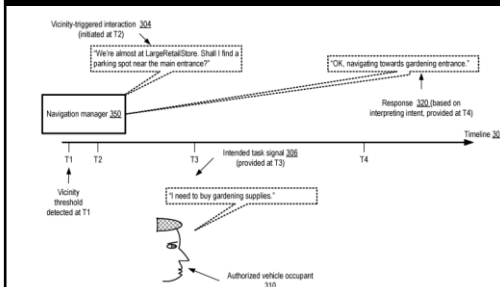 Vicinity-triggered interaction 304
(initiated at T2)
"We're almost at LargeRetailStore. Shall I find a
parking spot near the main entrance?"
"OK, navigating towards gardening entrance."
Navigation manager 350
Response 320 (based on
interpreting intent, provided at T4)
Timeline 30
T1
T2
T3
T4
Intended task signal 306
(provided at T3)
Vicinity
threshold
detected at T1
"I need to buy gardening supplies."
Authorized vehicle occupant
310